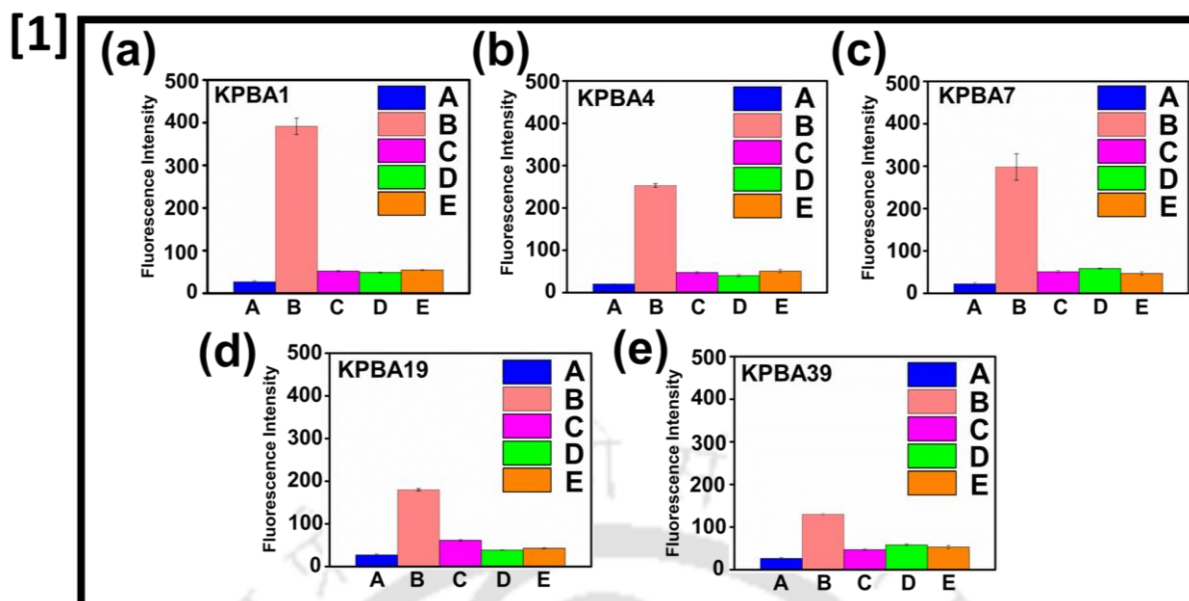 [1]
(a)
Fluorescence Intensity
500
400
300
200
100
0
KPBA1
A
B
C
D
E
A B C D E
(b)
Fluorescence Intensity
500
400
300
200
100
0
KPBA4
A
B
C
D
E
A B C D E
(c)
Fluorescence Intensity
500
400
300
200
100
0
KPBA7
A
B
C
D
E
A B C D E
(d)
Fluorescence Intensity
500
400
300
200
100
0
KPBA19
A
B
C
D
E
A B C D E
(e)
Fluorescence Intensity
500
400
300
200
100
0
KPBA39
A
B
C
D
E
A B C D E